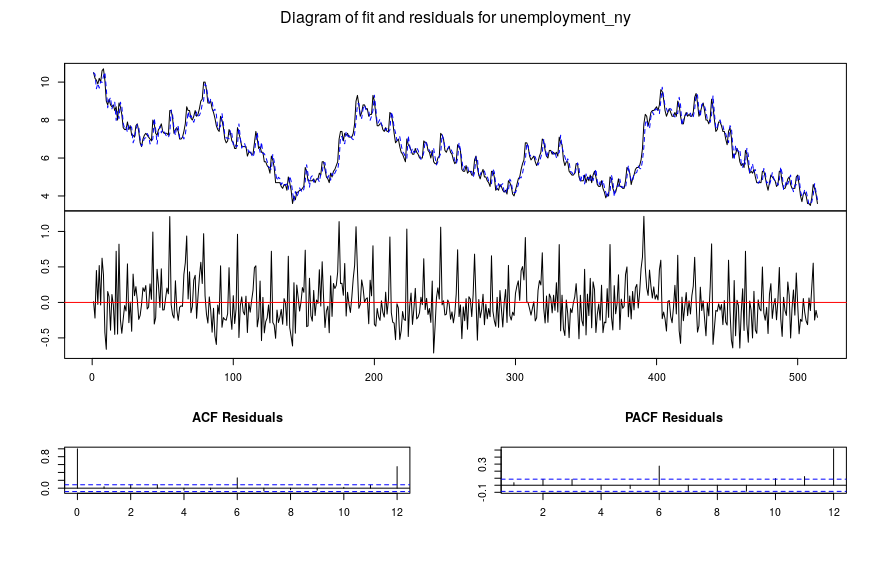 Diagram of fit and residuals for unemployment_ny
10
8
6
4
1.0
0.5
0.0
-0.5
0 100 200 300 400 500
ACF Residuals
PACF Residuals
0.8
0.0
0 2 4 6 8 10 12
0.3
-0.1
2 4 6 8 10 12